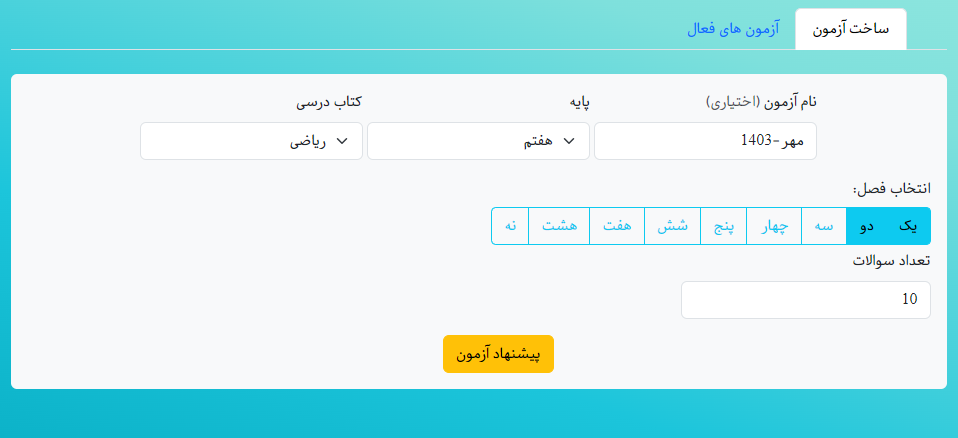 ساخت آزمون آزمون های فعال
نام آزمون (اختیاری) پایه کتاب درسی
مهر -1403 هفتم ریاضی
انتخاب فصل:
یک دو سه چهار پنج شش هفت هشت نه
تعداد سوالات
10
پیشنهاد آزمون